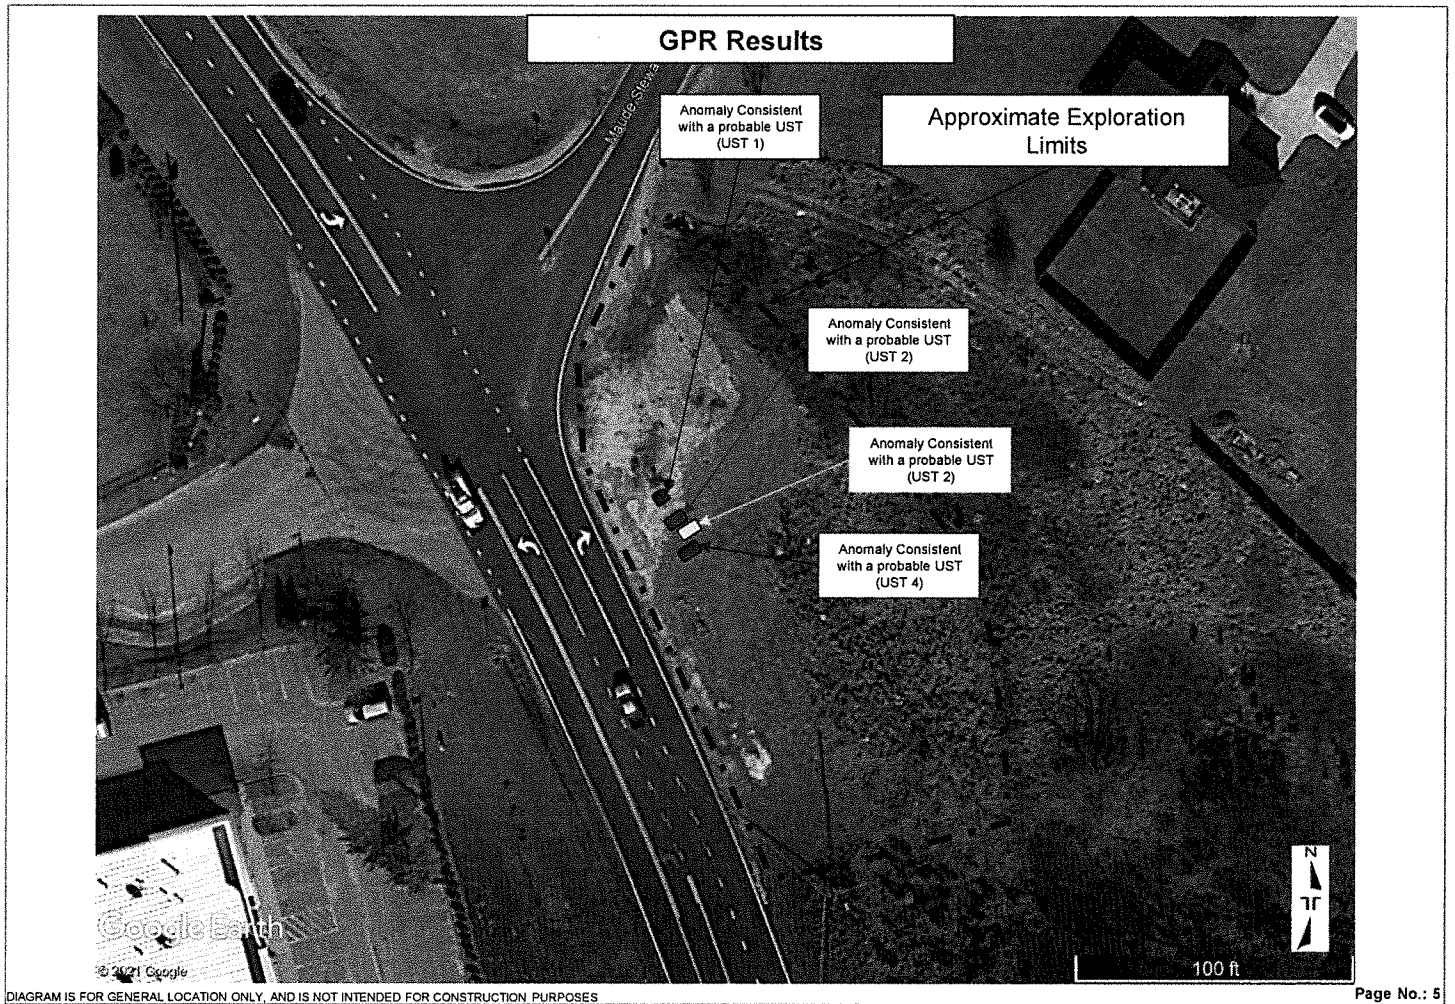 GPR Results
Maude Stewa
Anomaly Consistent
with a probable UST
(UST 1)
Approximate Exploration
Limits
Anomaly Consistent
with a probable UST
(UST 2)
Anomaly Consistent
with a probable UST
(UST 2)
Anomaly Consistent
with a probable UST
(UST 4)
N
Google Earth
© 2021 Google
100 ft
DIAGRAM IS FOR GENERAL LOCATION ONLY, AND IS NOT INTENDED FOR CONSTRUCTION PURPOSES
Page No.: 5